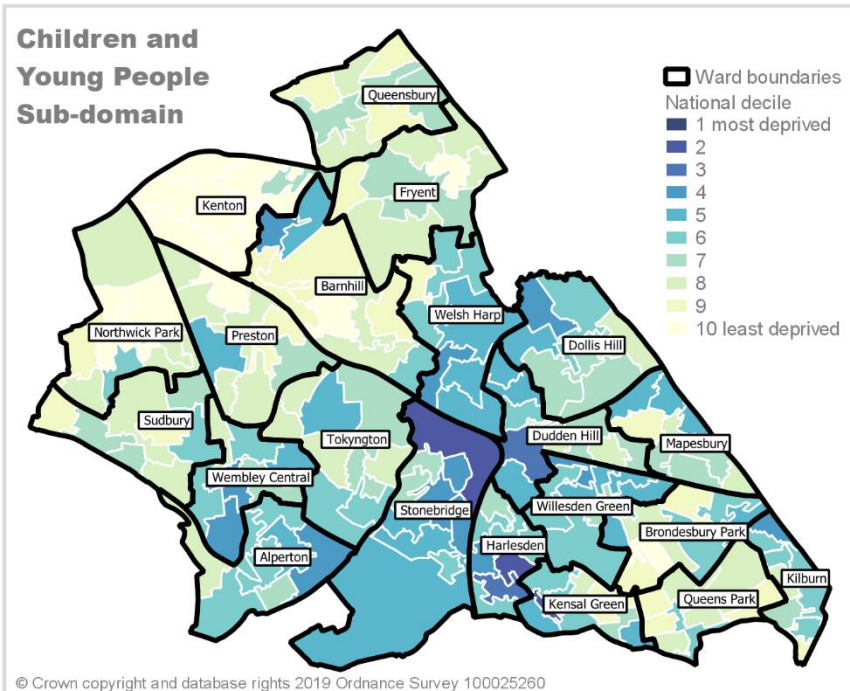 Children and
Young People
Sub-domain
Ward boundaries
National decile
1 most deprived
2
3
4
5
6
7
8
9
10 least deprived
Queensbury
Kenton
Fryent
Barnhill
Welsh Harp
Northwick Park
Preston
Dollis Hill
Sudbury
Tokyngton
Dudden Hill
Mapesbury
Wembley Central
Stonebridge
Willesden Green
Brondesbury Park
Alperton
Harlesden
Kilburn
Kensal Green
Queens Park
© Crown copyright and database rights 2019 Ordnance Survey 100025260